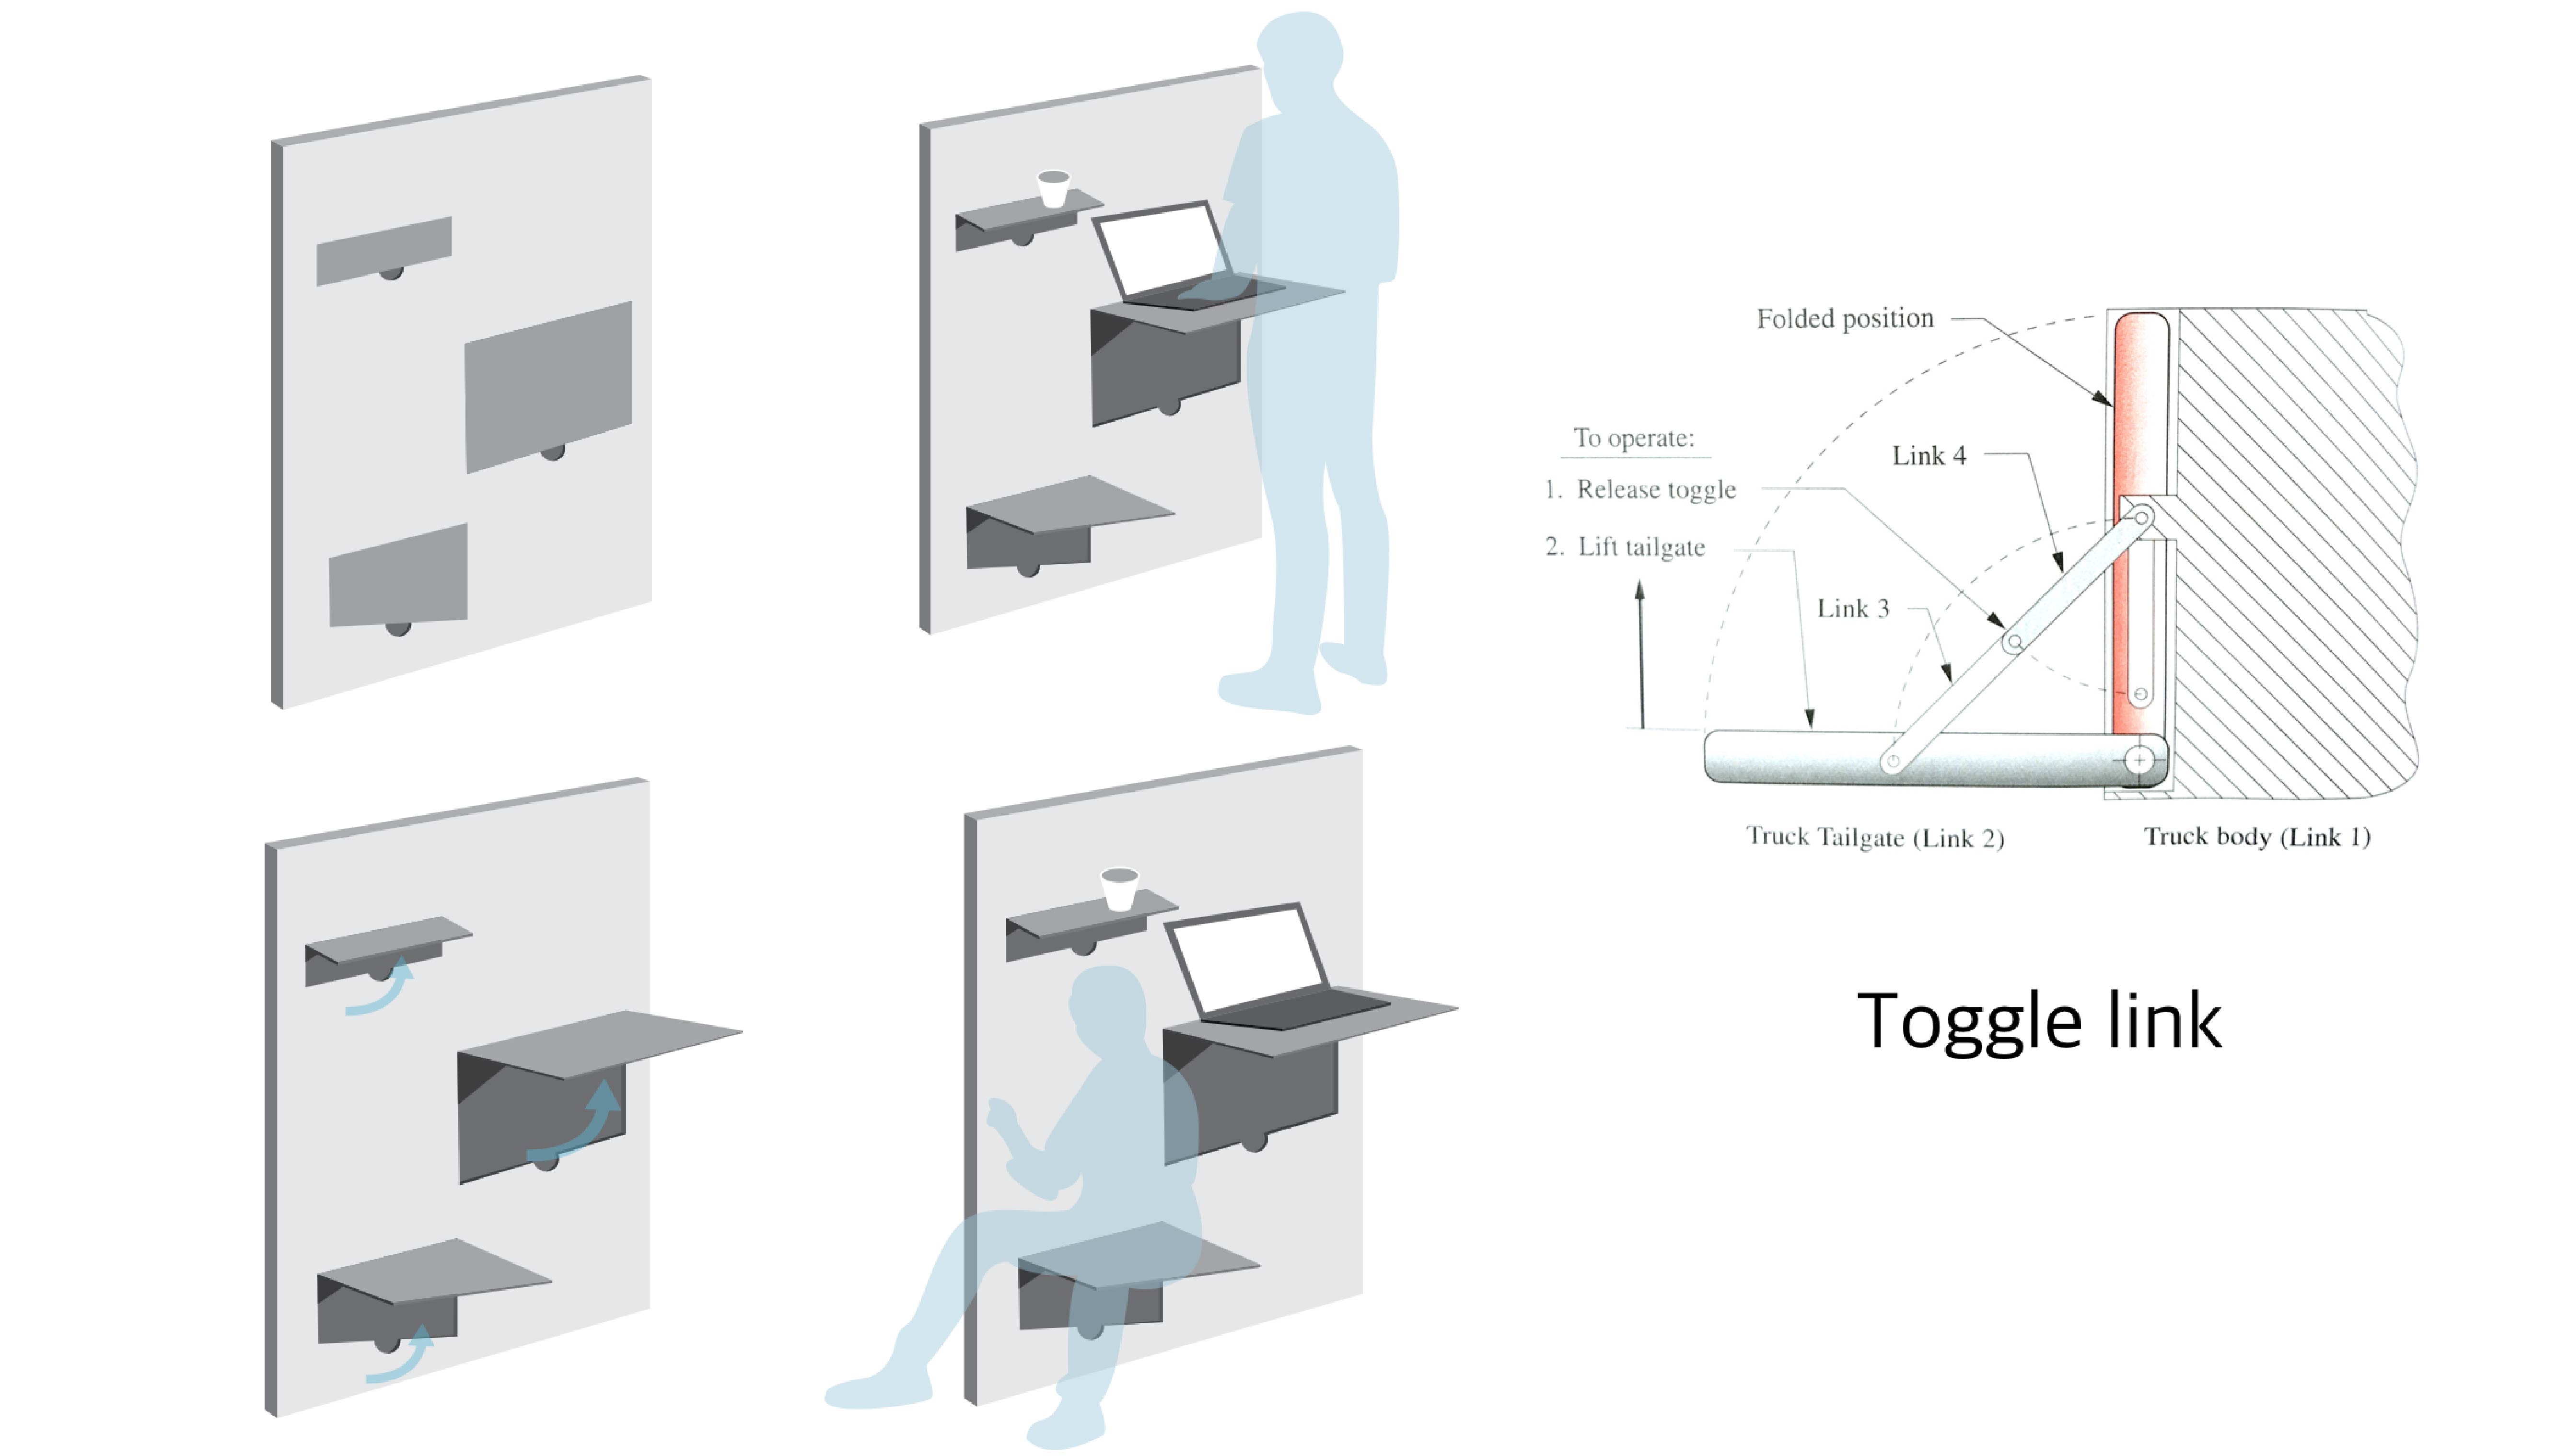 Folded position
To operate:
Link 4
1. Release toggle
2. Lift tailgate
Link 3
Truck Tailgate (Link 2)
Truck body (Link 1)
Toggle link